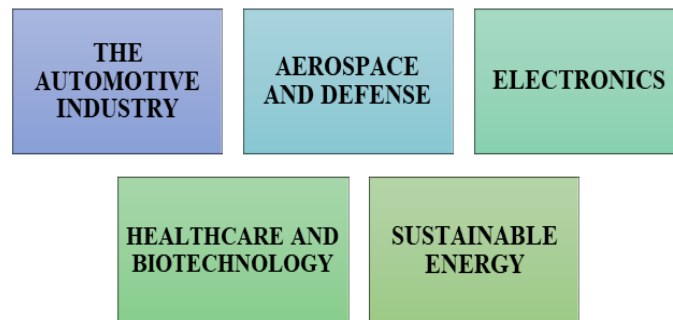 THE
AUTOMOTIVE
INDUSTRY
AEROSPACE
AND DEFENSE
ELECTRONICS
HEALTHCARE AND
BIOTECHNOLOGY
SUSTAINABLE
ENERGY